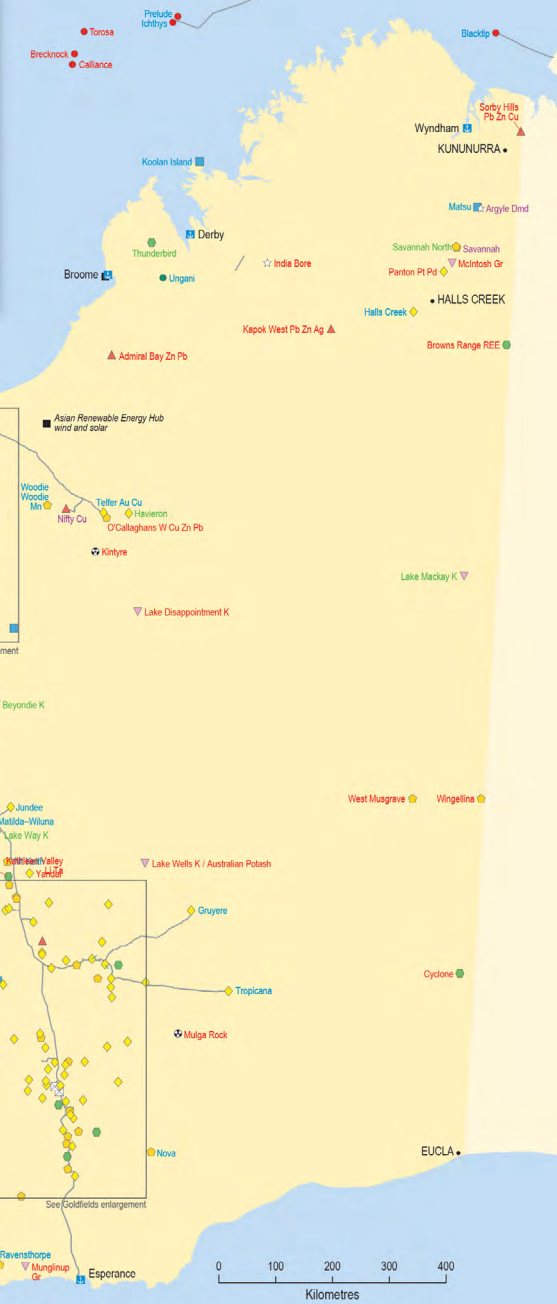 Prelude
Ichthys
Torosa
Blacktip
Brecknock
Calliance
Sorby Hills
Pb Zn Cu
Wyndham
KUNUNURRA
Koolan Island
Matsu
Argyle Dmd
Derby
Thunderbird
Savannah North
Savannah
India Bore
McIntosh Gr
Panton Pt Pd
Broome
Ungani
HALLS CREEK
Halls Creek
Kapok West Pb Zn Ag
Browns Range REE
Admiral Bay Zn Pb
Asian Renewable Energy Hub
wind and solar
Woodie
Woodie
Mn
Telfer Au Cu
Havieron
Nifty Cu
O'Callaghans W Cu Zn Pb
Kintyre
Lake Mackay K
Lake Disappointment K
ment
Beyondie K
West Musgrave
Wingellina
Jundee
Matilda–Wiluna
Lake Way K
Kathleen Valley
Li Ta
Yandal
Lake Wells K / Australian Potash
Gruyere
Cyclone
Tropicana
Mulga Rock
Nova
EUCLA
See Goldfields enlargement
Ravensthorpe
Munglinup
Gr
Esperance
0 100 200 300 400
Kilometres